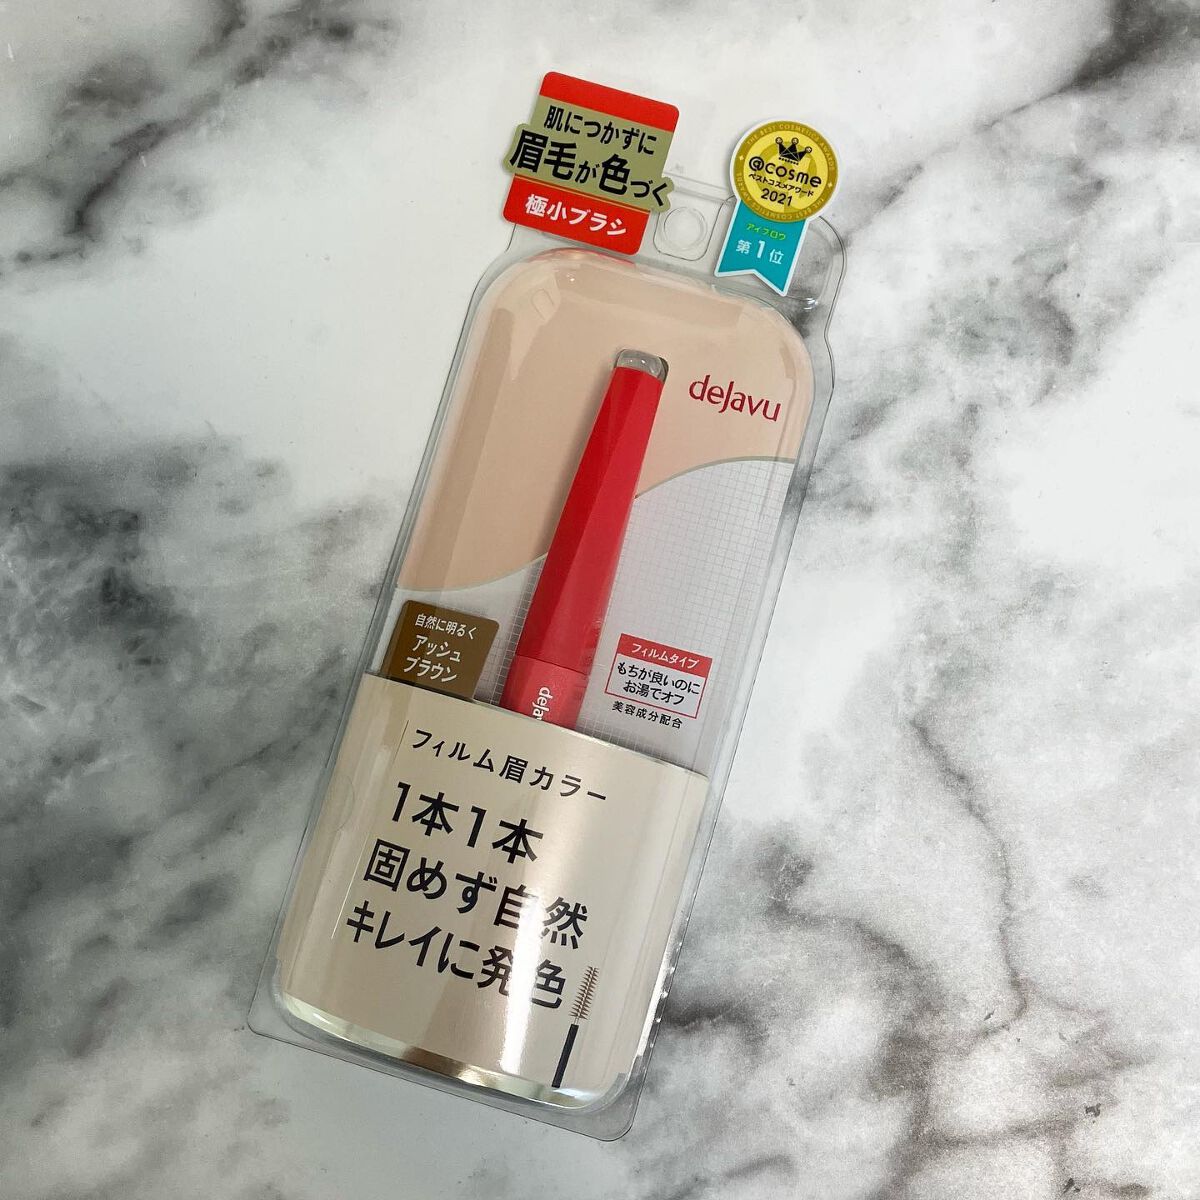 肌につかずに
眉毛が色づく
極小ブラシ
THE BEST COSMETICS AWARDS
@cosme
ベストコスメアワード
2021
アイブロウ
第1位
dejavu
自然に明るく
アッシュ
ブラウン
dejav
フィルムタイプ
もちが良いのに
お湯でオフ
美容成分配合
フィルム眉カラー
1本1本
固めず自然
キレイに発色